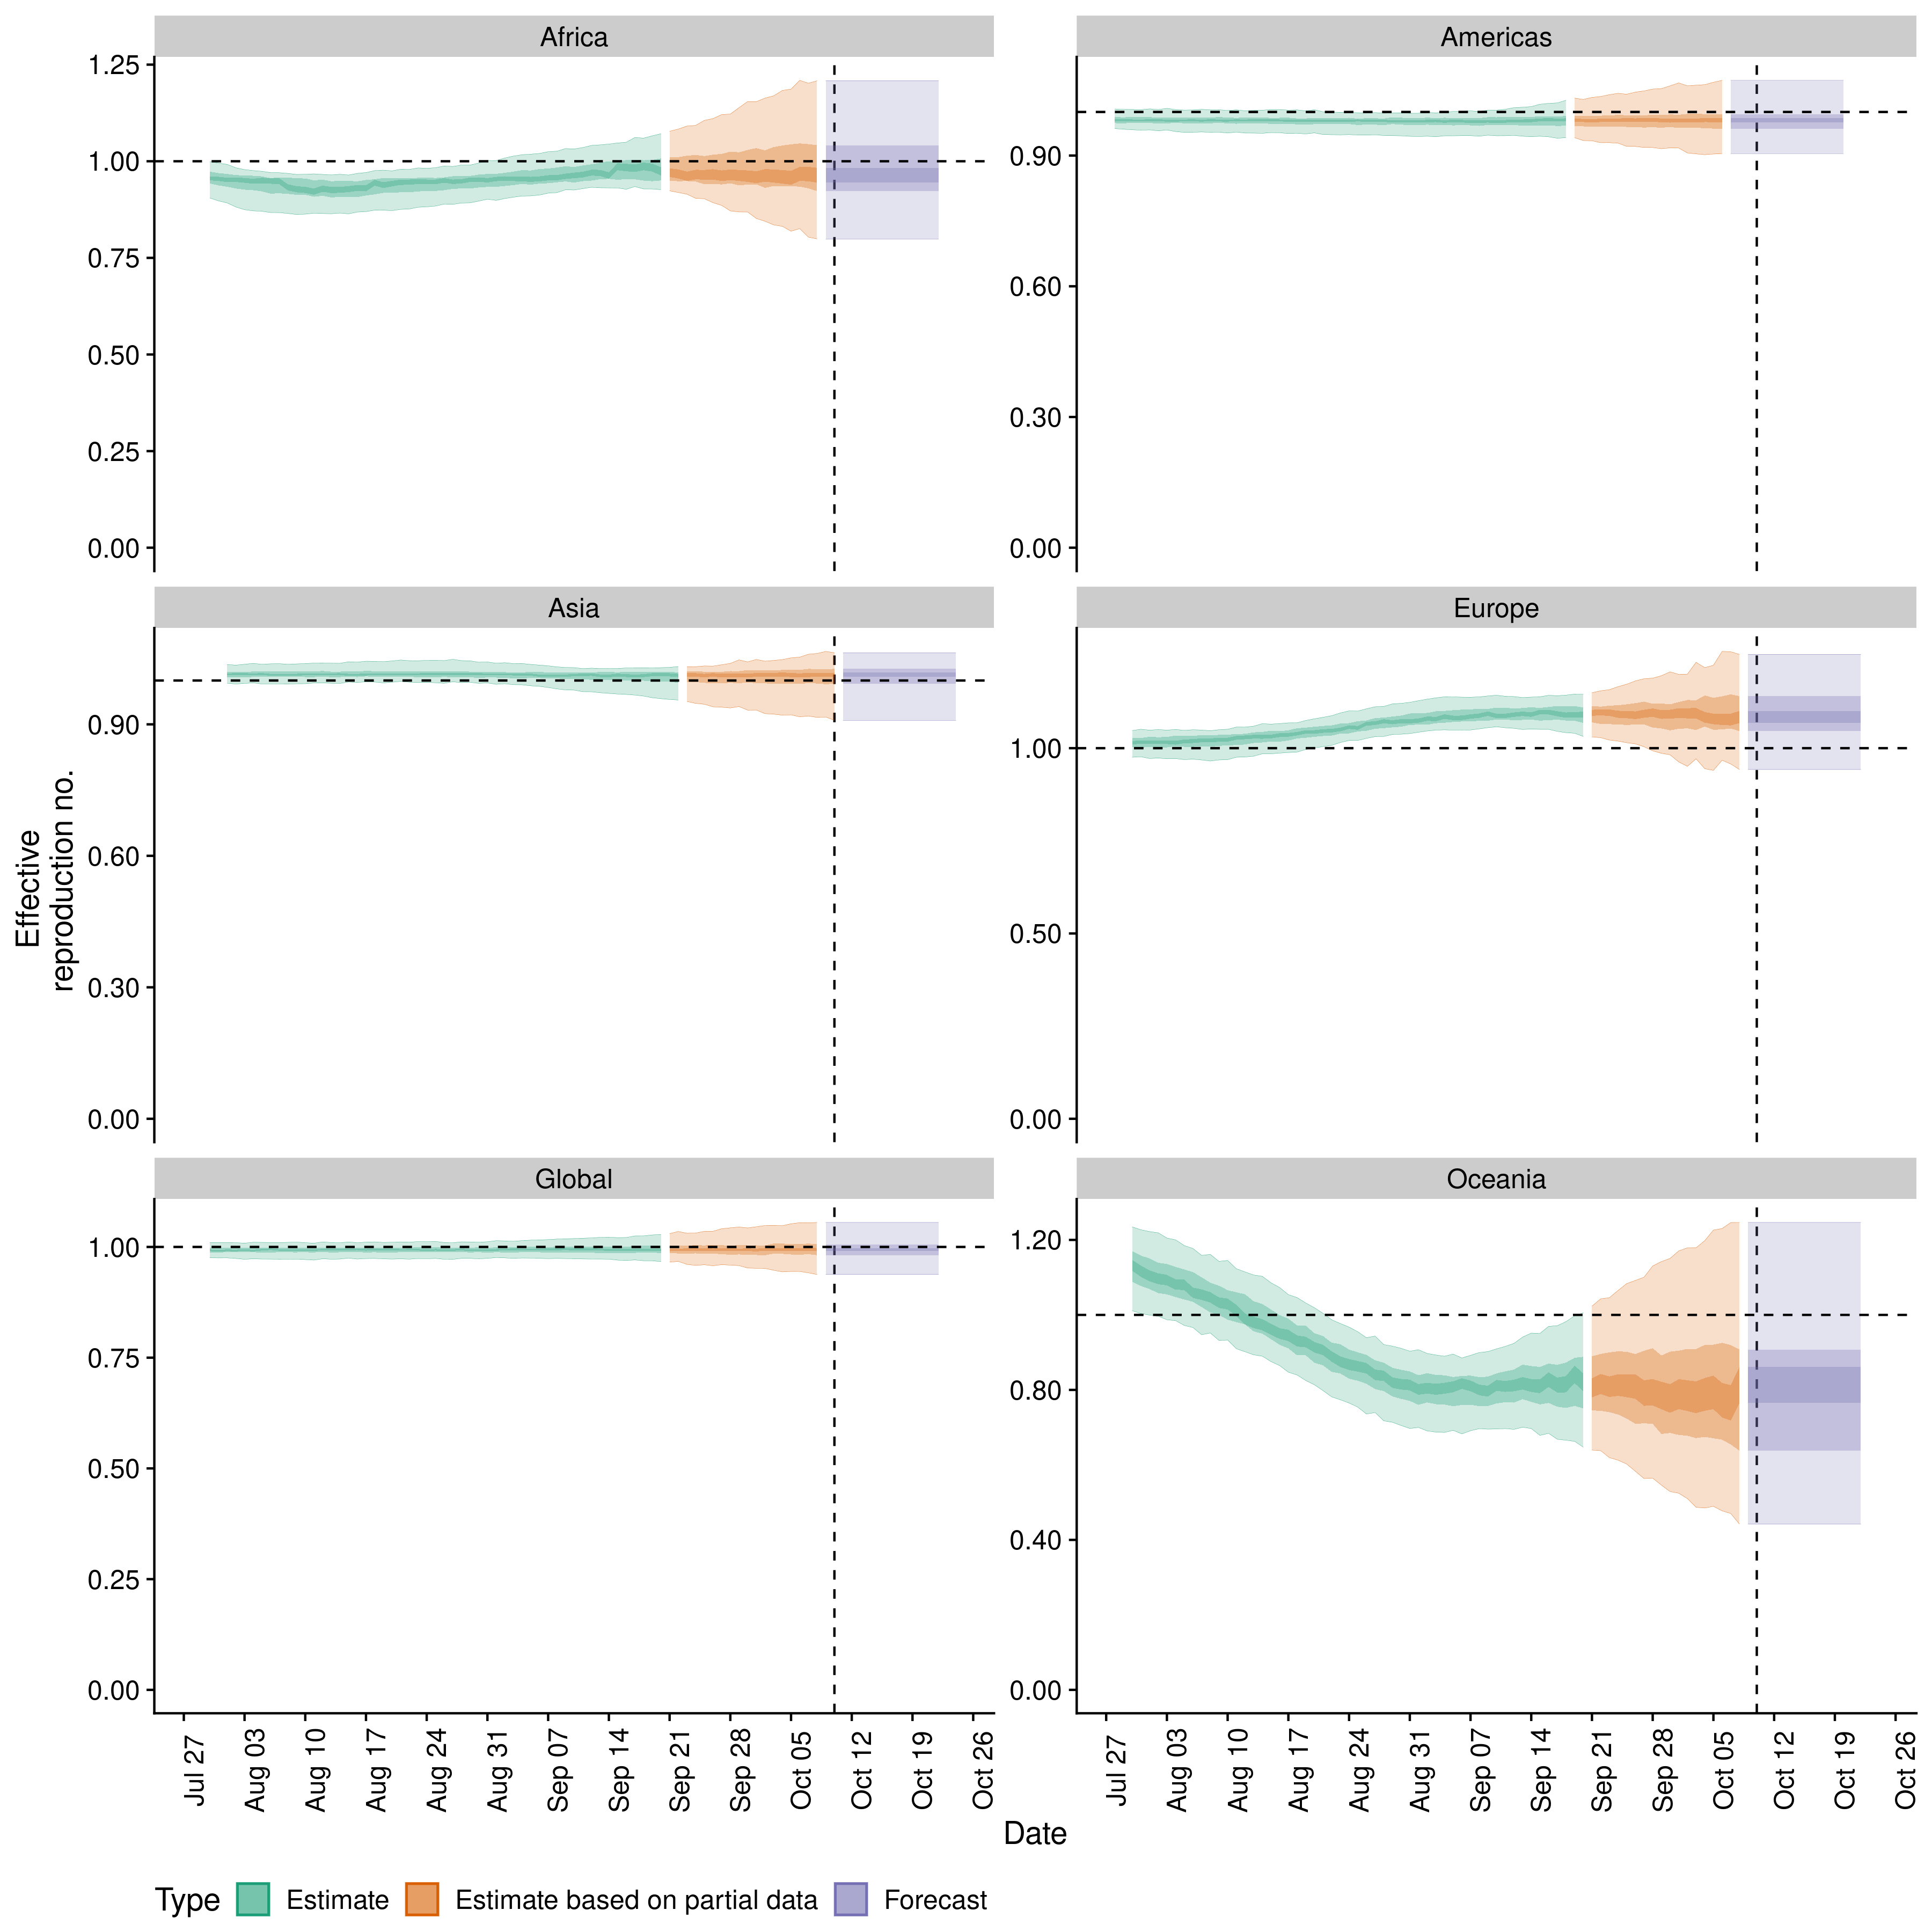 Africa
Americas
1.25
1.00
0.75
0.50
0.25
0.00
0.90
0.60
0.30
0.00
Asia
Europe
0.90
0.60
0.30
0.00
1.00
0.50
0.00
Global
Oceania
1.00
0.75
0.50
0.25
0.00
1.20
0.80
0.40
0.00
Effective
reproduction no.
Jul 27
Aug 03
Aug 10
Aug 17
Aug 24
Aug 31
Sep 07
Sep 14
Sep 21
Sep 28
Oct 05
Oct 12
Oct 19
Oct 26
Jul 27
Aug 03
Aug 10
Aug 17
Aug 24
Aug 31
Sep 07
Sep 14
Sep 21
Sep 28
Oct 05
Oct 12
Oct 19
Oct 26
Date
Type Estimate Estimate based on partial data Forecast